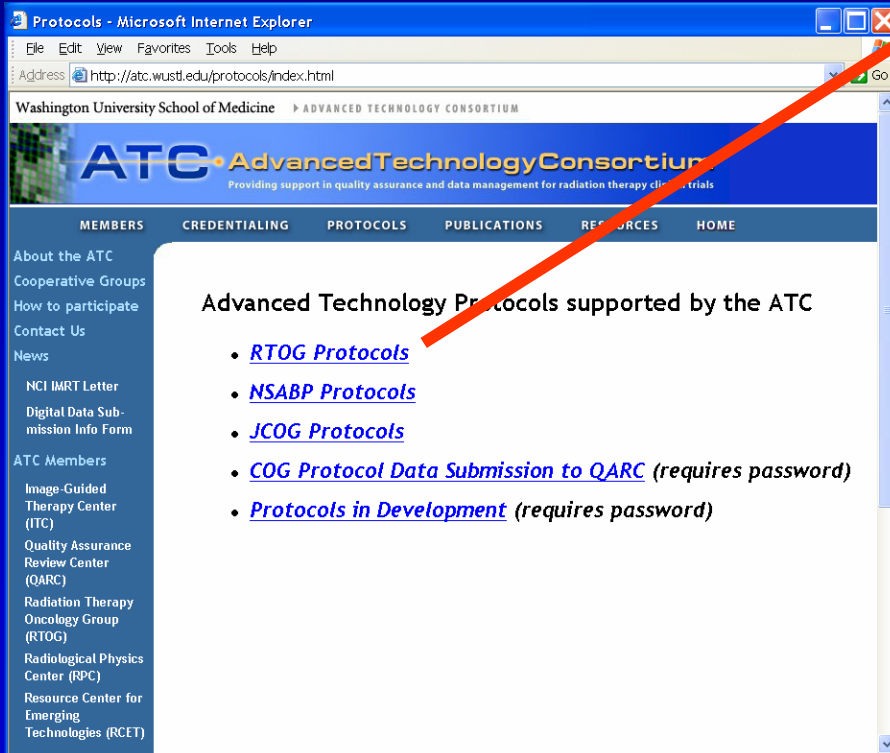 Protocols - Microsoft Internet Explorer
File Edit View Favorites Tools Help
Address http://atc.wustl.edu/protocols/index.html Go
Washington University School of Medicine ADVANCED TECHNOLOGY CONSORTIUM
ATC Advanced Technology Consortium
Providing support in quality assurance and data management for radiation therapy clinical trials
MEMBERS CREDENTIALING PROTOCOLS PUBLICATIONS RESOURCES HOME
About the ATC
Cooperative Groups
How to participate
Contact Us
News
NCI IMRT Letter
Digital Data Sub-
mission Info Form
ATC Members
Image-Guided
Therapy Center
(ITC)
Quality Assurance
Review Center
(QARC)
Radiation Therapy
Oncology Group
(RTOG)
Radiological Physics
Center (RPC)
Resource Center for
Emerging
Technologies (RCET)
Advanced Technology Protocols supported by the ATC
• RTOG Protocols
• NSABP Protocols
• JCOG Protocols
• COG Protocol Data Submission to QARC (requires password)
• Protocols in Development (requires password)